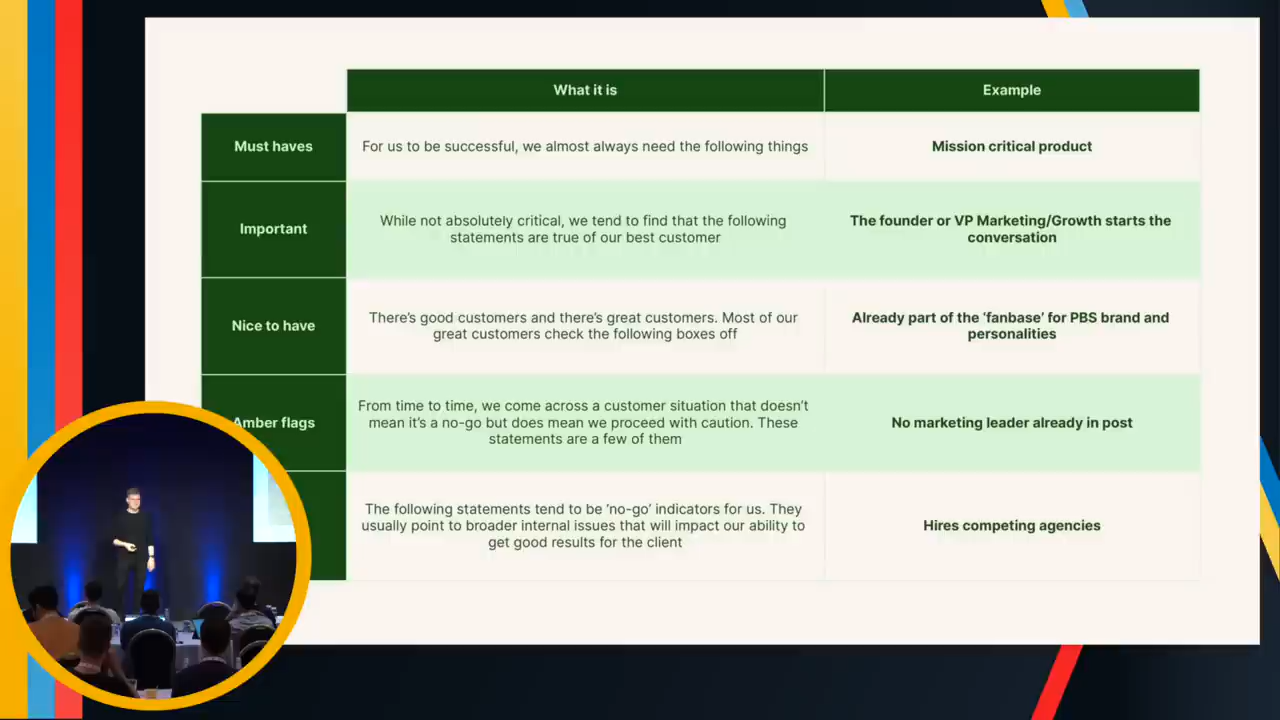 What it is
Example
Must haves
For us to be successful, we almost always need the following things
Mission critical product
Important
While not absolutely critical, we tend to find that the following
statements are true of our best customer
The founder or VP Marketing/Growth starts the
conversation
Nice to have
There’s good customers and there’s great customers. Most of our
great customers check the following boxes off
Already part of the ‘fanbase’ for PBS brand and
personalities
Amber flags
From time to time, we come across a customer situation that doesn’t
mean it’s a no-go but does mean we proceed with caution. These
statements are a few of them
No marketing leader already in post
The following statements tend to be ‘no-go’ indicators for us. They
usually point to broader internal issues that will impact our ability to
get good results for the client
Hires competing agencies